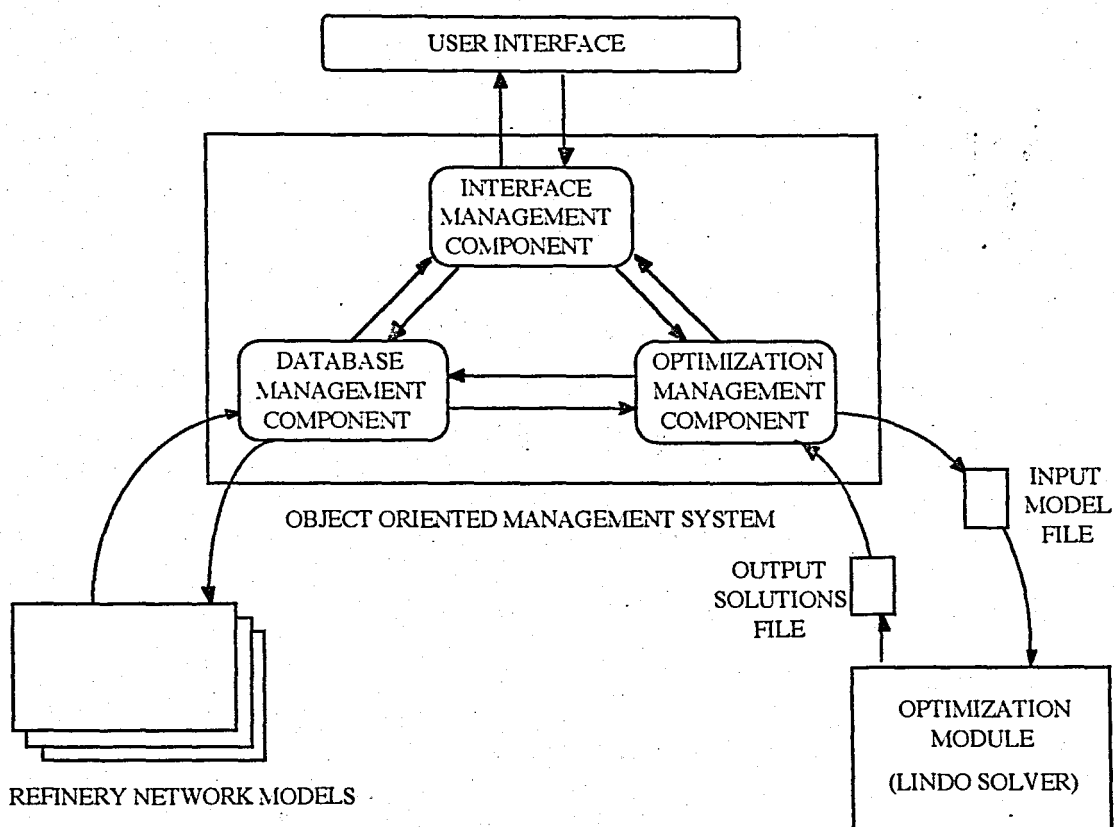 USER INTERFACE
INTERFACE
MANAGEMENT
COMPONENT
DATABASE
MANAGEMENT
COMPONENT
OPTIMIZATION
MANAGEMENT
COMPONENT
OBJECT ORIENTED MANAGEMENT SYSTEM
INPUT
MODEL
FILE
OUTPUT
SOLUTIONS
FILE
REFINERY NETWORK MODELS
OPTIMIZATION
MODULE
(LINDO SOLVER)